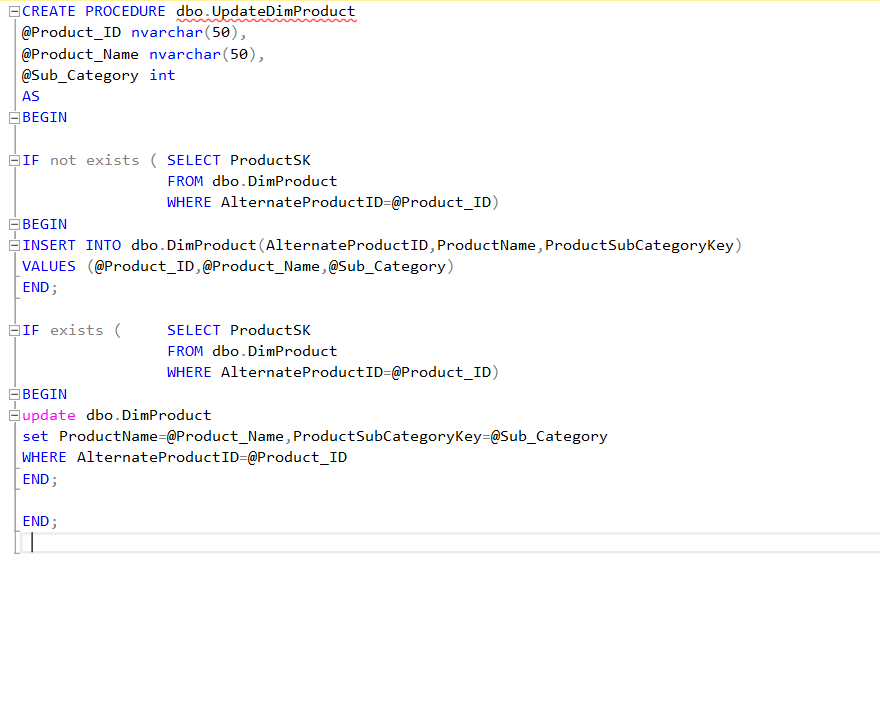 CREATE PROCEDURE dbo.UpdateDimProduct
@Product_ID nvarchar(50),
@Product_Name nvarchar(50),
@Sub_Category int
AS
BEGIN
IF not exists ( SELECT ProductSK
FROM dbo.DimProduct
WHERE AlternateProductID=@Product_ID)
BEGIN
INSERT INTO dbo.DimProduct(AlternateProductID,ProductName,ProductSubCategoryKey)
VALUES (@Product_ID,@Product_Name,@Sub_Category)
END;
IF exists ( SELECT ProductSK
FROM dbo.DimProduct
WHERE AlternateProductID=@Product_ID)
BEGIN
update dbo.DimProduct
set ProductName=@Product_Name,ProductSubCategoryKey=@Sub_Category
WHERE AlternateProductID=@Product_ID
END;
END;